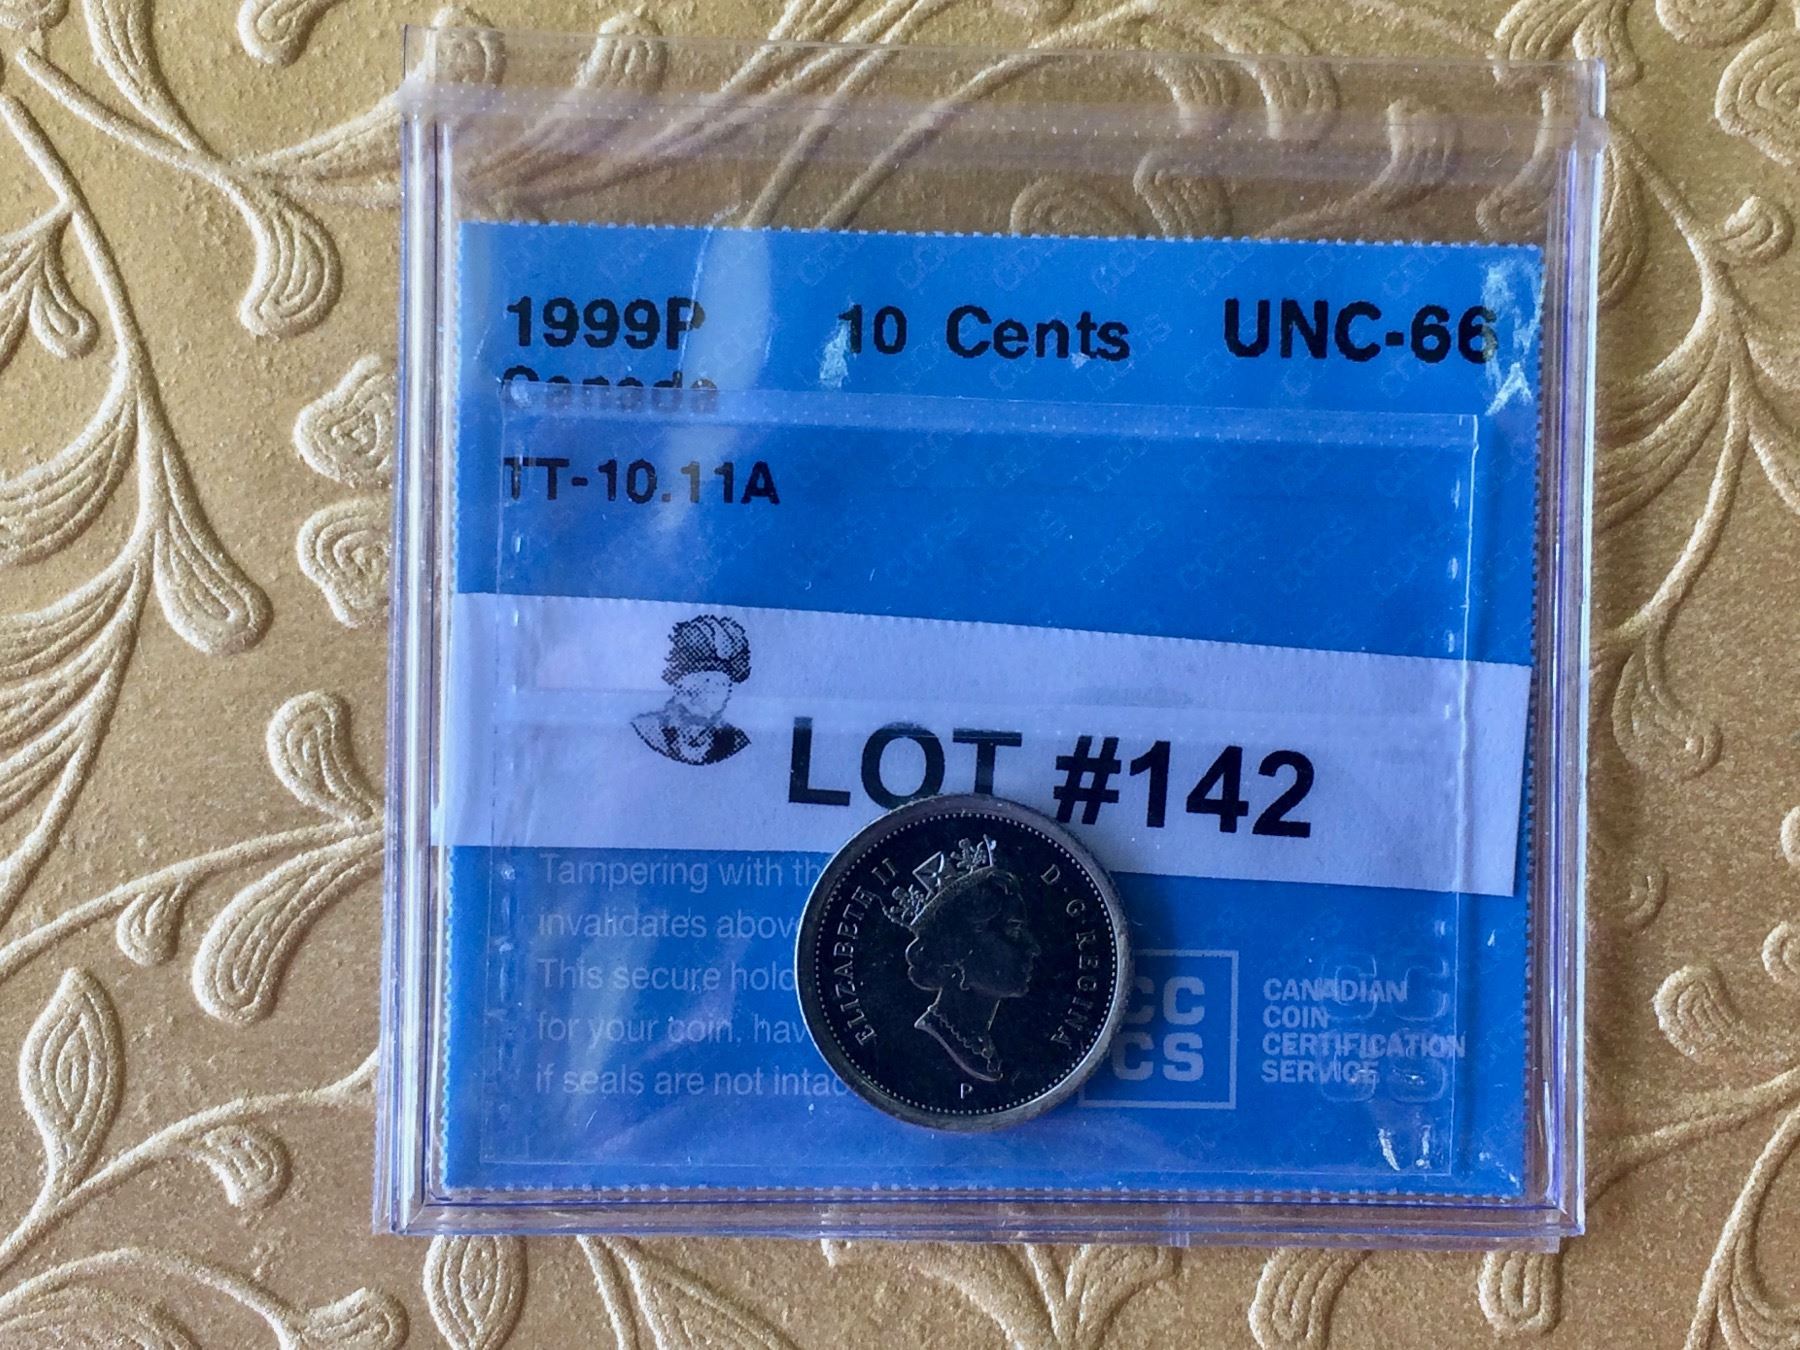 1999P 10 Cents UNC-66
Canada
TT-10.11A
LOT #142
Tampering with th
invalidates abov
This secure hold
for your coin, hav
if seals are not intac
CC
CS
CANADIAN
COIN
CERTIFICATION
SERVICE
ELIZABETH II D·G·REGINA
P